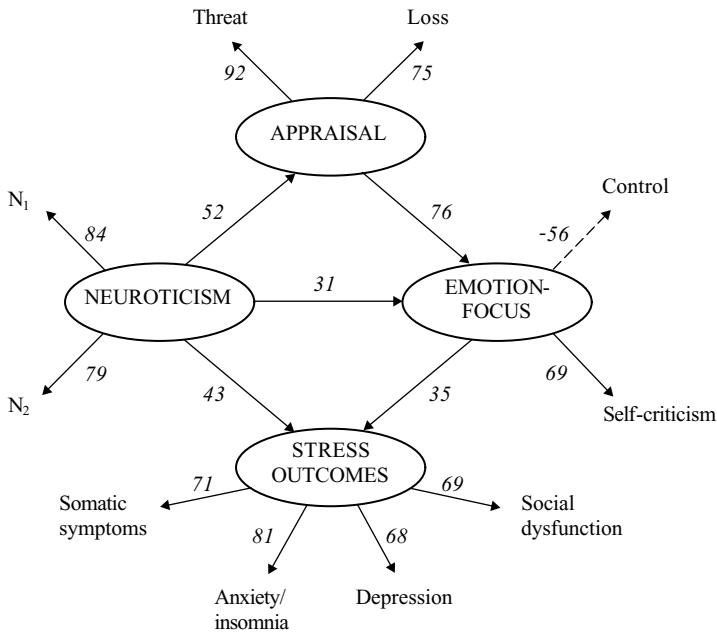 Threat
Loss
92
75
APPRAISAL
Control
N1
52
76
-56
84
NEUROTICISM
31
EMOTION-
FOCUS
79
69
N2
43
35
Self-criticism
STRESS
OUTCOMES
71
69
Somatic
symptoms
Social
dysfunction
81
68
Anxiety/
insomnia
Depression